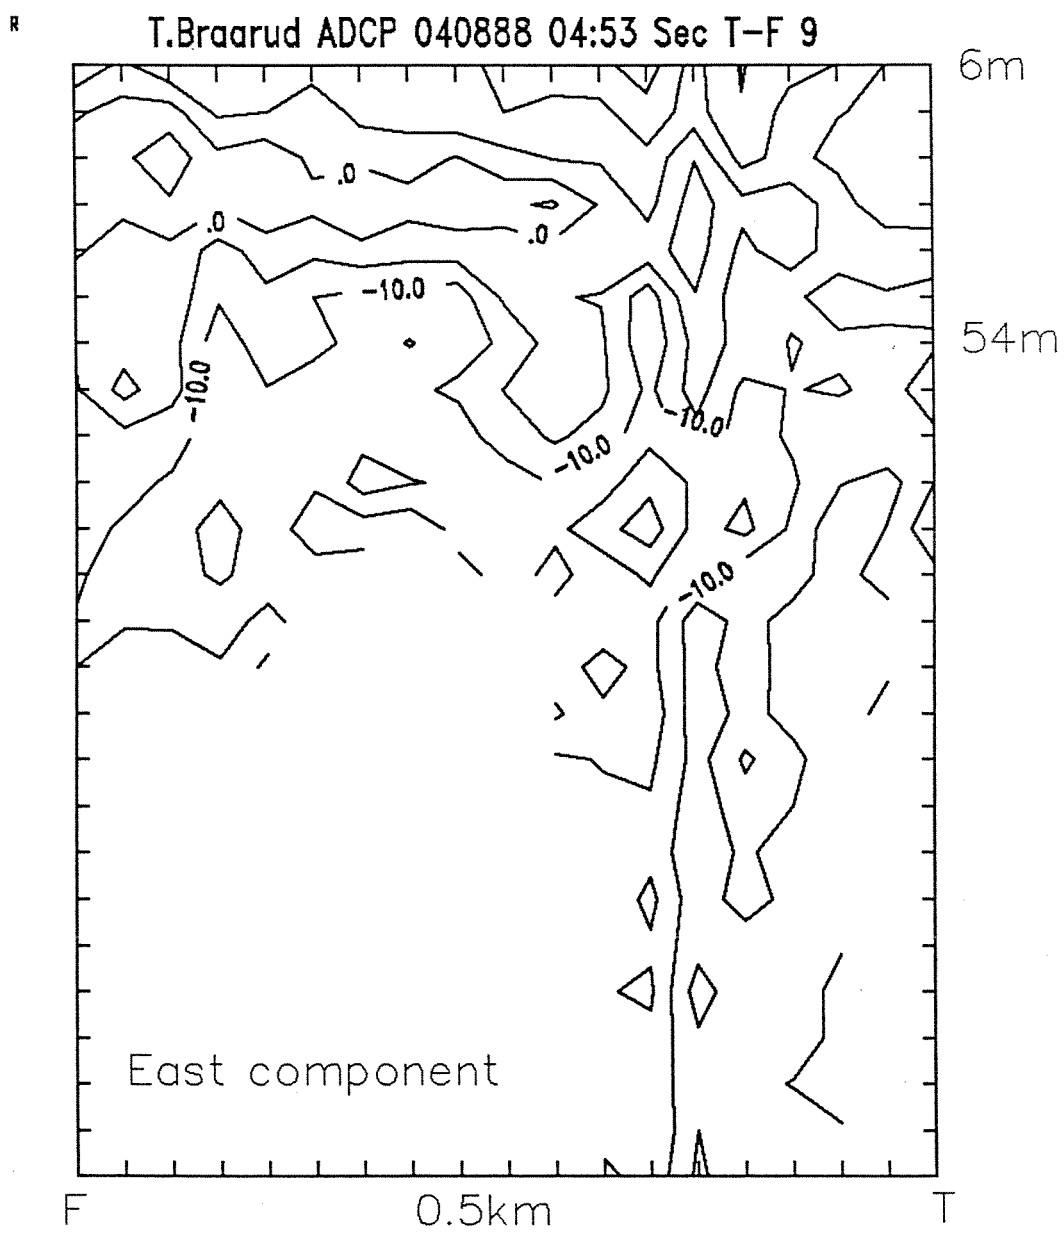 R
T.Braarud ADCP 040888 04:53 Sec T-F 9
6m
.0
.0
.0
-10.0
54m
-10.0
-10.0
-10.0
-10.0
East component
F 0.5km T